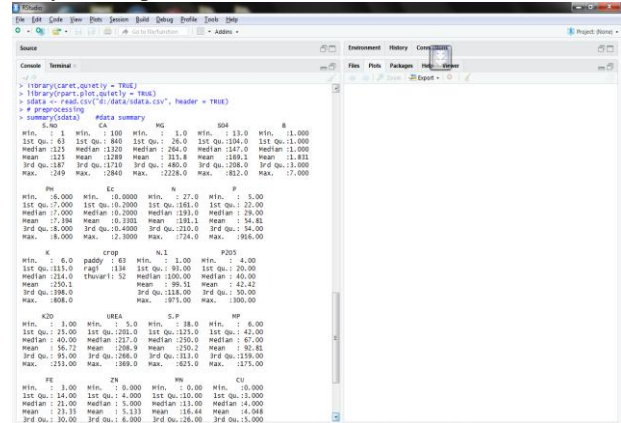 RStudio
File Edit Code View Plots Session Build Debug Profile Tools Help
Go to file/function Addins Project: (None)
Source
Environment History Connections
Console Terminal
Files Plots Packages Help Viewer
Zoom Export
> library(caret,quietly = TRUE)
> library(rpart.plot,quietly = TRUE)
> sdata <- read.csv("d:/data/sdata.csv", header = TRUE)
> # preprocessing
> summary(sdata) #data summary
S.no CA MG SO4 B
Min. : 1 Min. : 100 Min. : 1.0 Min. : 13.0 Min. :1.000
1st Qu.: 63 1st Qu.: 840 1st Qu.: 26.0 1st Qu.:104.0 1st Qu.:1.000
Median :125 Median :1320 Median : 264.0 Median :147.0 Median :1.000
Mean :125 Mean :1289 Mean : 315.8 Mean :169.1 Mean :1.831
3rd Qu.:187 3rd Qu.:1710 3rd Qu.: 480.0 3rd Qu.:208.0 3rd Qu.:3.000
Max. :249 Max. :2840 Max. :2228.0 Max. :812.0 Max. :7.000
PH Ec N P
Min. :6.000 Min. :0.0000 Min. : 27.0 Min. : 5.00
1st Qu.:7.000 1st Qu.:0.2000 1st Qu.:161.0 1st Qu.: 22.00
Median :7.000 Median :0.2000 Median :193.0 Median : 29.00
Mean :7.394 Mean :0.3301 Mean :191.1 Mean : 54.81
3rd Qu.:8.000 3rd Qu.:0.4000 3rd Qu.:210.0 3rd Qu.: 54.00
Max. :8.000 Max. :2.3000 Max. :724.0 Max. :916.00
K crop N.1 P2O5
Min. : 6.0 paddy : 63 Min. : 1.00 Min. : 4.00
1st Qu.:115.0 ragi :134 1st Qu.: 93.00 1st Qu.: 20.00
Median :214.0 thuvari: 52 Median :100.00 Median : 40.00
Mean :250.1 Mean : 99.51 Mean : 42.42
3rd Qu.:398.0 3rd Qu.:118.00 3rd Qu.: 50.00
Max. :808.0 Max. :975.00 Max. :300.00
K2O UREA S.P MP
Min. : 3.00 Min. : 5.0 Min. : 38.0 Min. : 6.00
1st Qu.: 25.00 1st Qu.:201.0 1st Qu.:125.0 1st Qu.: 42.00
Median : 40.00 Median :217.0 Median :250.0 Median : 67.00
Mean : 56.72 Mean :208.9 Mean :250.2 Mean : 92.81
3rd Qu.: 95.00 3rd Qu.:266.0 3rd Qu.:313.0 3rd Qu.:159.00
Max. :253.00 Max. :369.0 Max. :625.0 Max. :175.00
FE ZN MN CU
Min. : 3.00 Min. : 0.000 Min. : 0.00 Min. :0.000
1st Qu.: 14.00 1st Qu.: 4.000 1st Qu.:10.00 1st Qu.:3.000
Median : 21.00 Median : 5.000 Median :13.00 Median :4.000
Mean : 23.35 Mean : 5.133 Mean :16.44 Mean :4.048
3rd Qu.: 30.00 3rd Qu.: 6.000 3rd Qu.:26.00 3rd Qu.:5.000